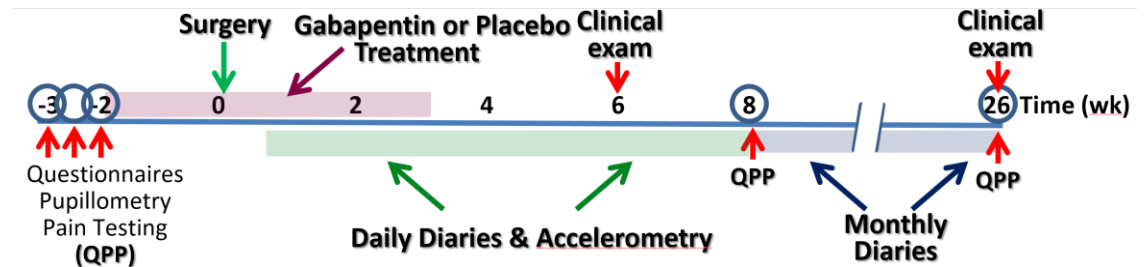 Surgery
Gabapentin or Placebo
Treatment
Clinical
exam
Clinical
exam
-3 -2 0 2 4 6 8 26 Time (wk)
Questionnaires
Pupillometry
Pain Testing
(QPP)
Daily Diaries & Accelerometry
QPP
Monthly
Diaries
QPP